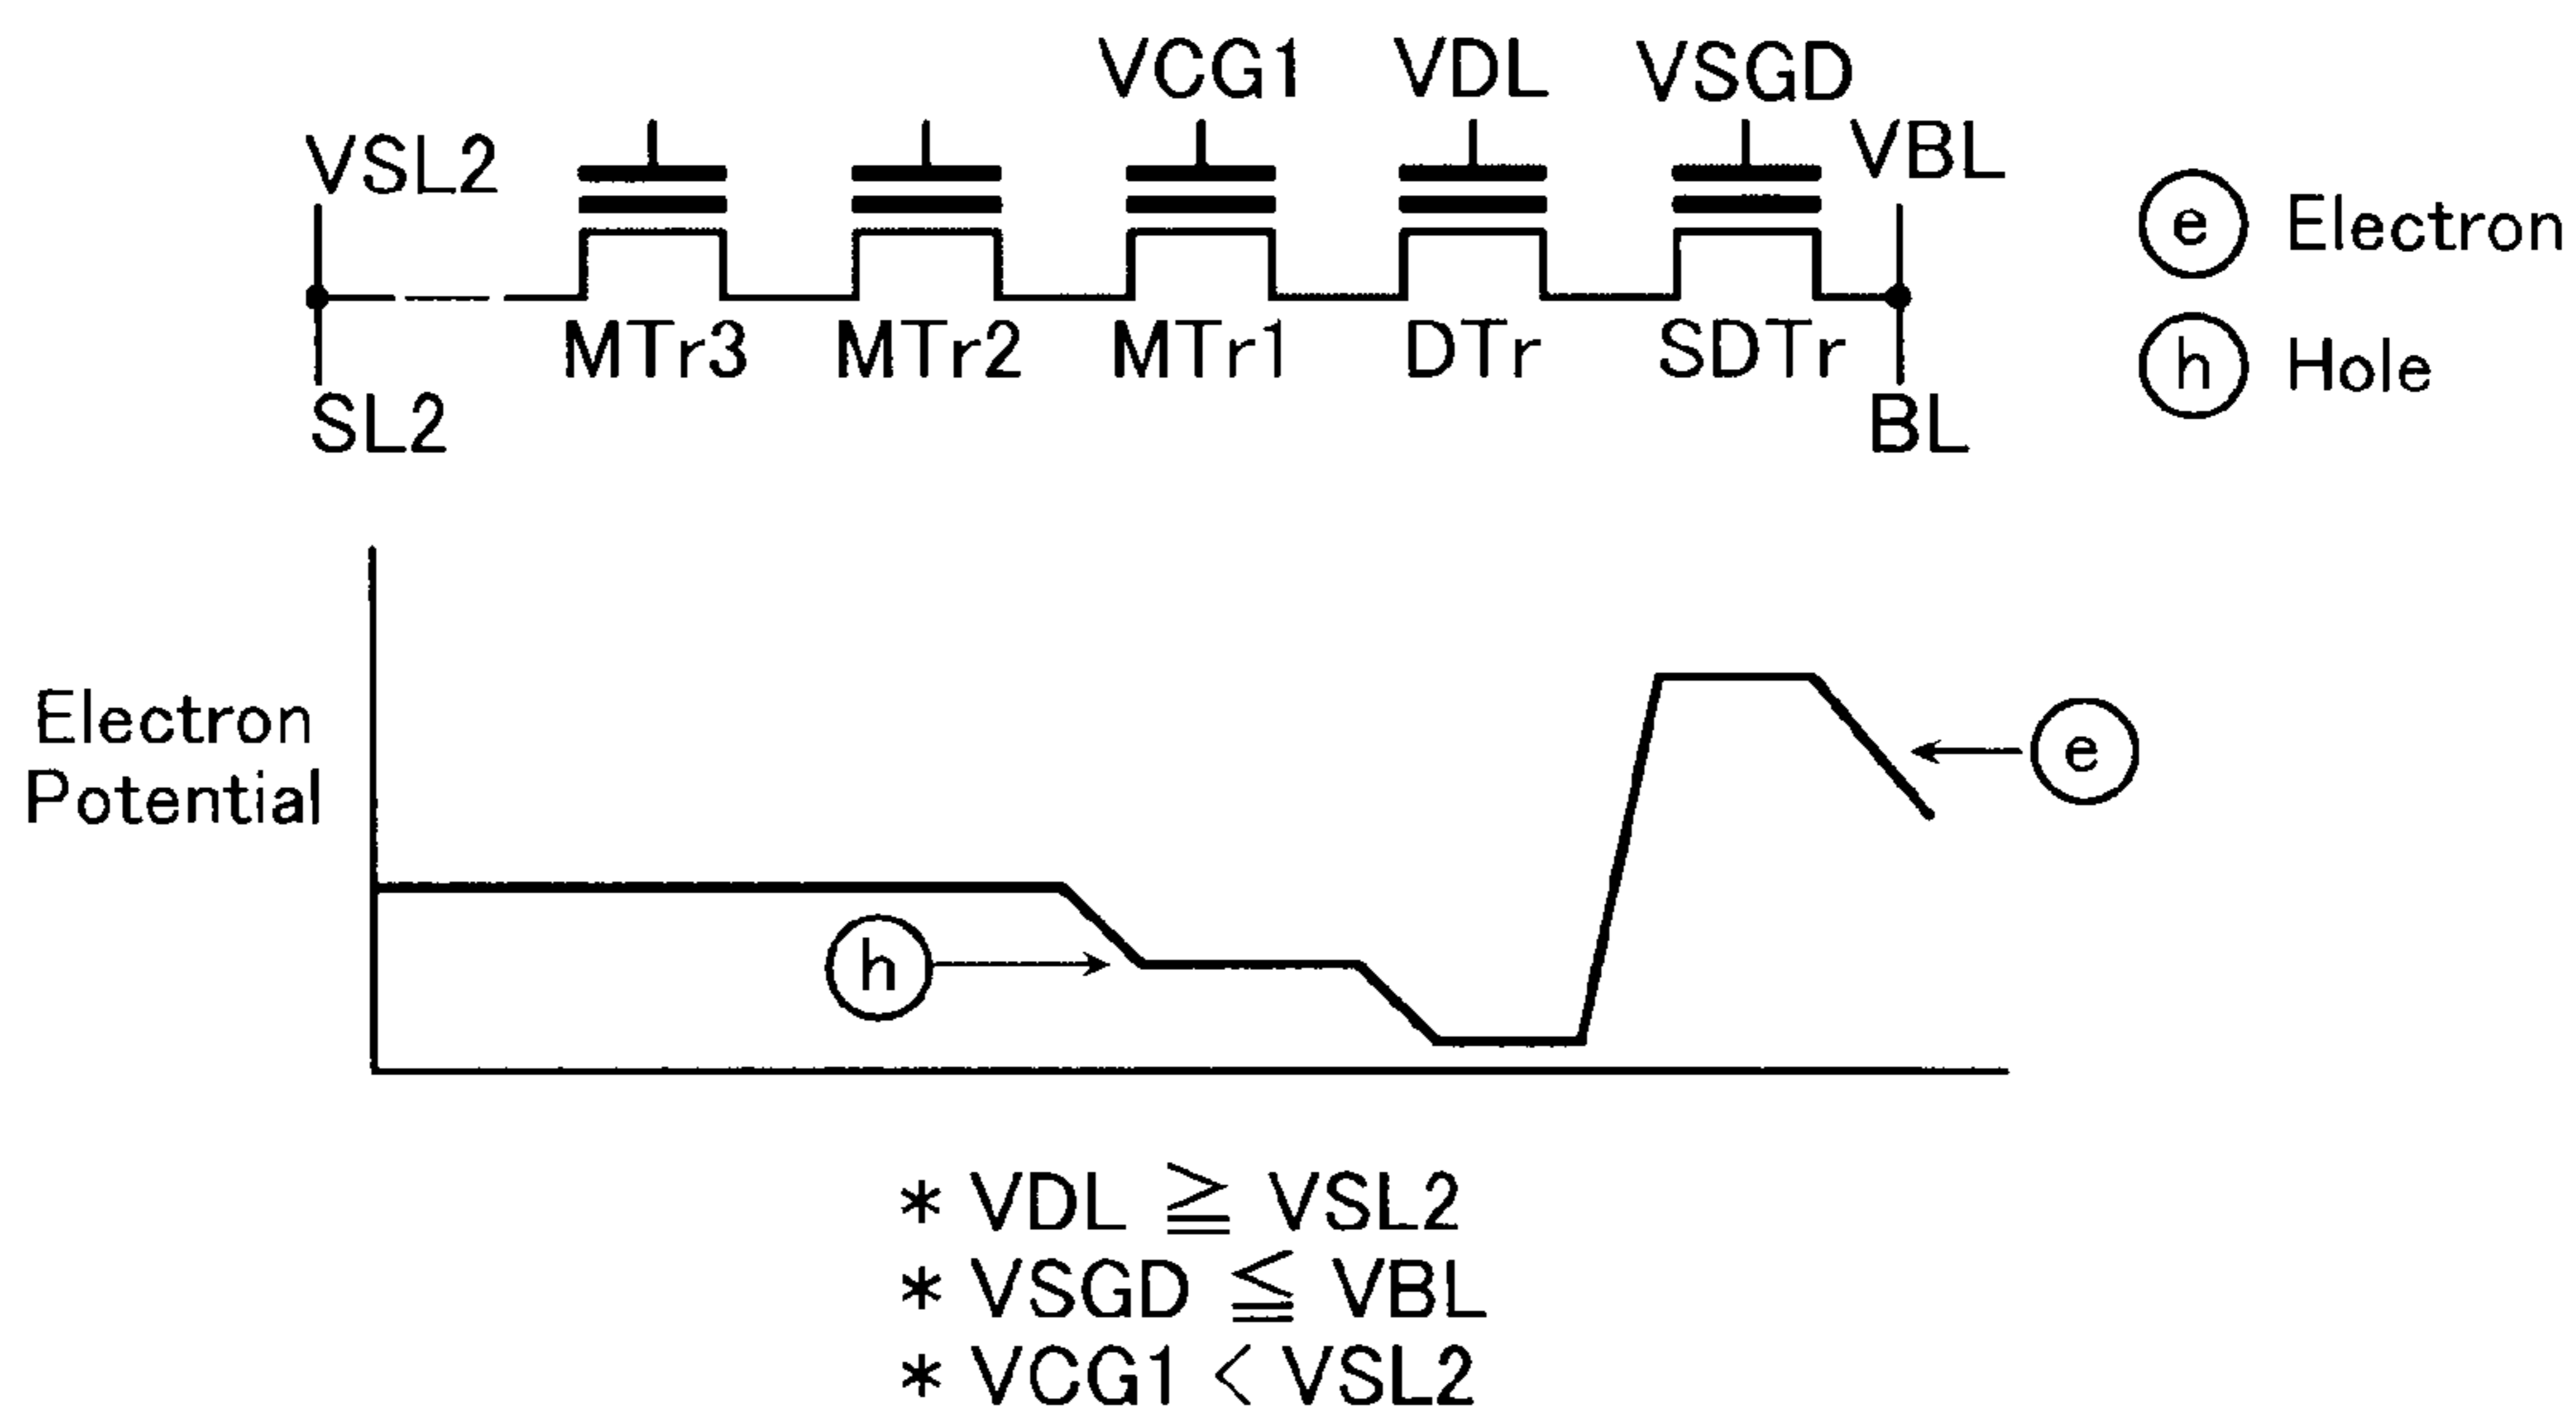 VCG1 VDL VSGD
VSL2 VBL
e Electron
MTr3 MTr2 MTr1 DTr SDTr
h Hole
SL2 BL
Electron
Potential
e
h
* VDL ≧ VSL2
* VSGD ≦ VBL
* VCG1 < VSL2